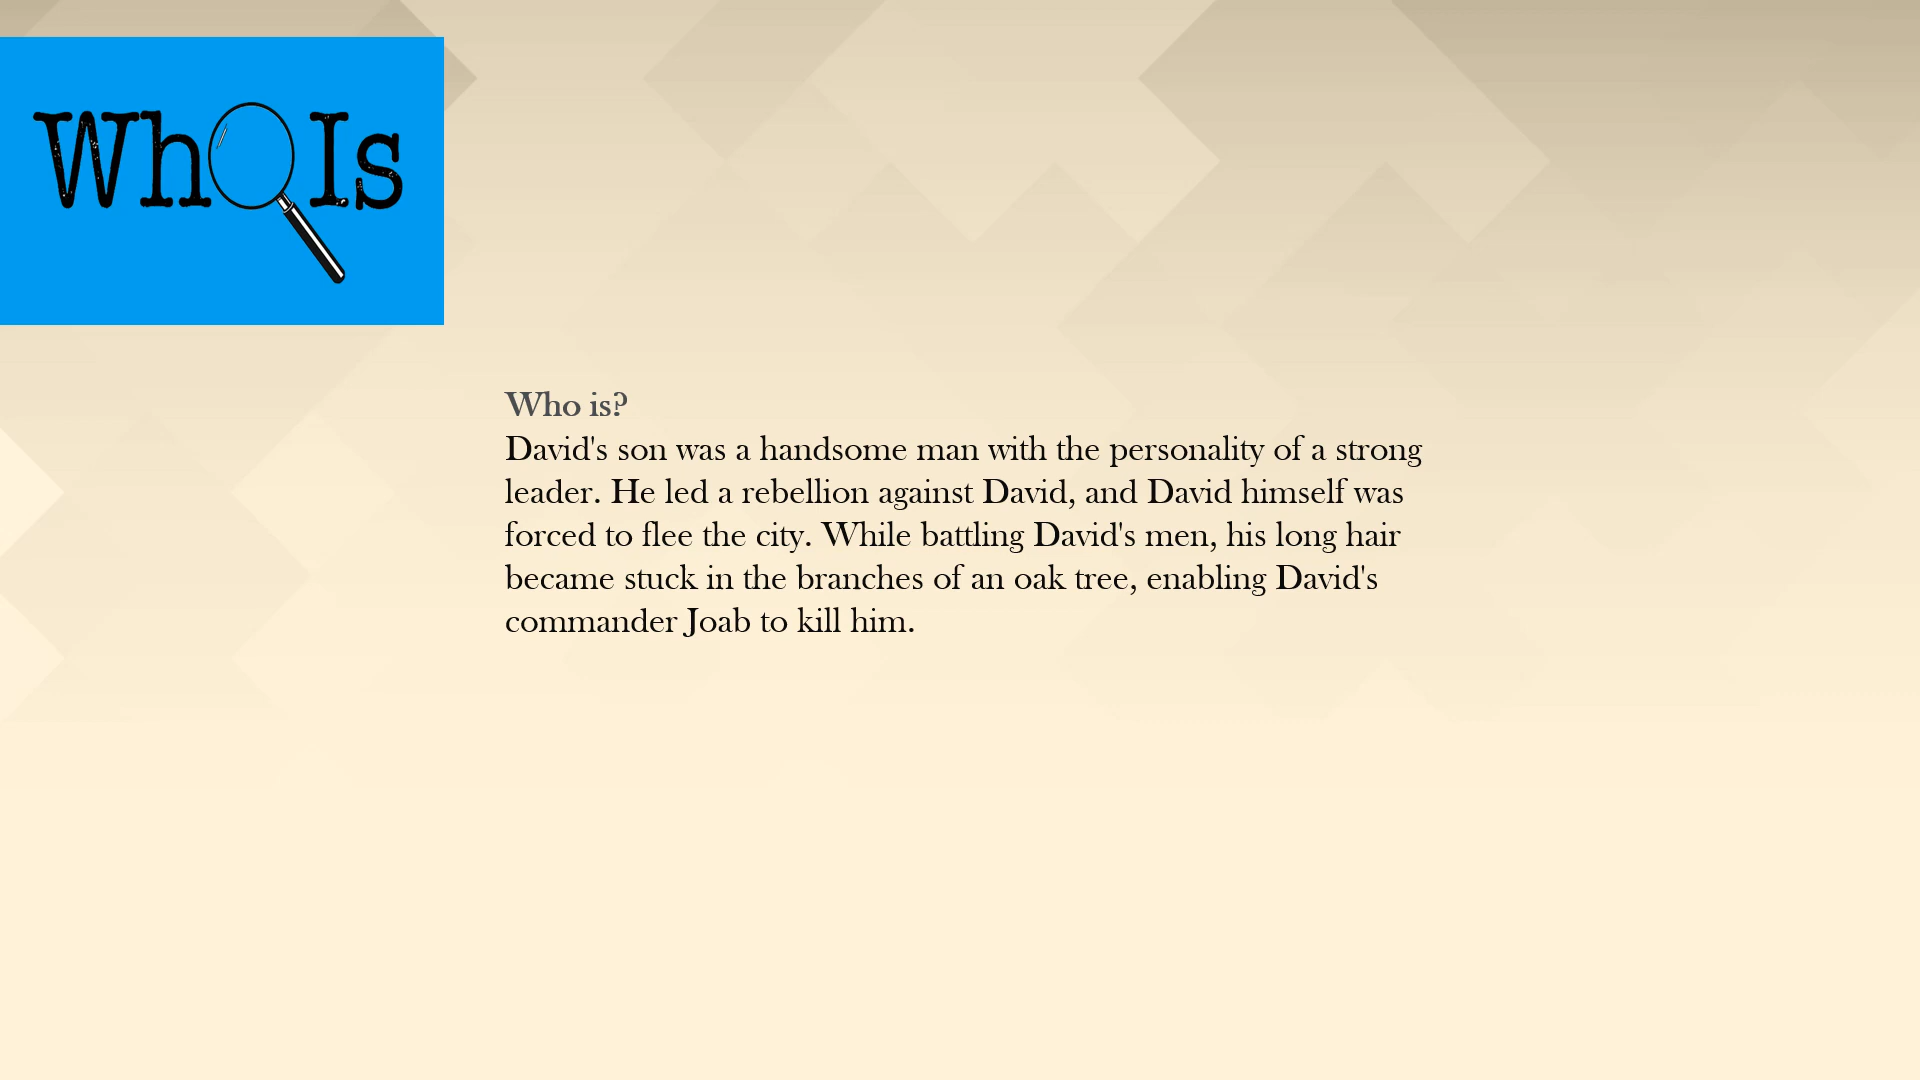 Who Is
Who is?
David's son was a handsome man with the personality of a strong
leader. He led a rebellion against David, and David himself was
forced to flee the city. While battling David's men, his long hair
became stuck in the branches of an oak tree, enabling David's
commander Joab to kill him.